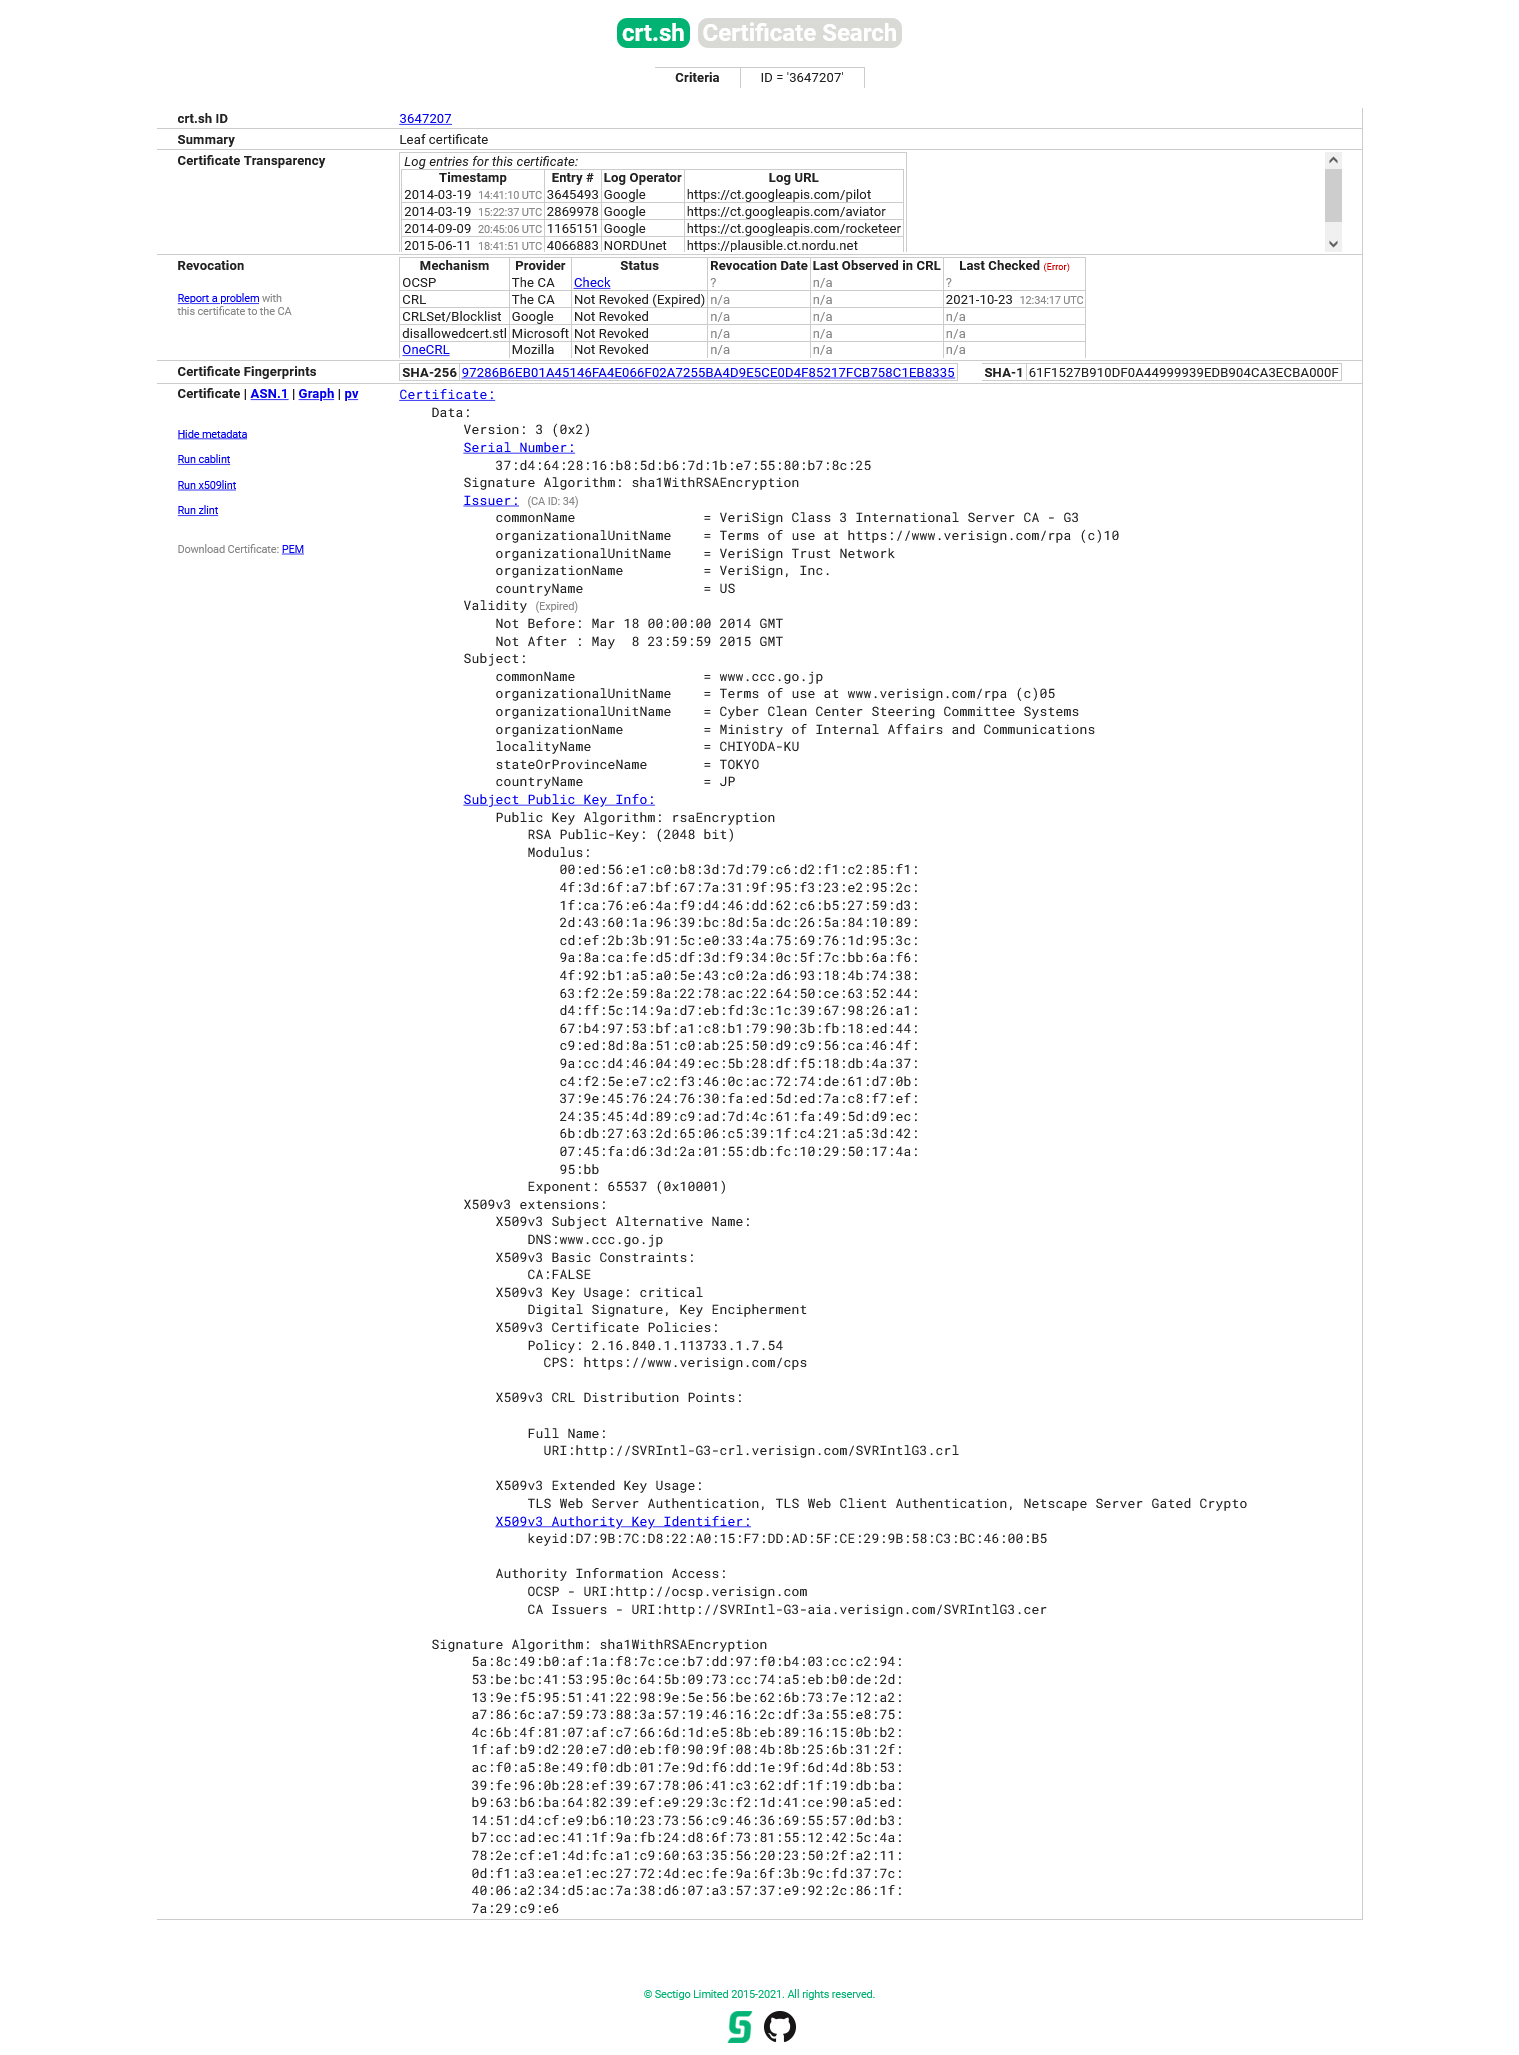 crt.sh Certificate Search
Criteria ID = '3647207'
crt.sh ID 3647207
Summary Leaf certificate
Certificate Transparency Log entries for this certificate:
Timestamp Entry # Log Operator Log URL
2014-03-19 14:41:10 UTC 3645493 Google https://ct.googleapis.com/pilot
2014-03-19 15:22:37 UTC 2869978 Google https://ct.googleapis.com/aviator
2014-09-09 20:45:06 UTC 1165151 Google https://ct.googleapis.com/rocketeer
2015-06-11 18:41:51 UTC 4066883 NORDUnet https://plausible.ct.nordu.net
Revocation
Report a problem with
this certificate to the CA
Mechanism Provider Status Revocation Date Last Observed in CRL Last Checked (Error)
OCSP The CA Check ? n/a ?
CRL The CA Not Revoked (Expired) n/a n/a 2021-10-23 12:34:17 UTC
CRLSet/Blocklist Google Not Revoked n/a n/a n/a
disallowedcert.stl Microsoft Not Revoked n/a n/a n/a
OneCRL Mozilla Not Revoked n/a n/a n/a
Certificate Fingerprints SHA-256 97286B6EB01A45146FA4E066F02A7255BA4D9E5CE0D4F85217FCB758C1EB8335 SHA-1 61F1527B910DF0A44999939EDB904CA3ECBA000F
Certificate | ASN.1 | Graph | pv
Hide metadata
Run cablint
Run x509lint
Run zlint
Download Certificate: PEM
Certificate:
Data:
Version: 3 (0x2)
Serial Number:
37:d4:64:28:16:b8:5d:b6:7d:1b:e7:55:80:b7:8c:25
Signature Algorithm: sha1WithRSAEncryption
Issuer: (CA ID: 34)
commonName = VeriSign Class 3 International Server CA - G3
organizationalUnitName = Terms of use at https://www.verisign.com/rpa (c)10
organizationalUnitName = VeriSign Trust Network
organizationName = VeriSign, Inc.
countryName = US
Validity (Expired)
Not Before: Mar 18 00:00:00 2014 GMT
Not After : May 8 23:59:59 2015 GMT
Subject:
commonName = www.ccc.go.jp
organizationalUnitName = Terms of use at www.verisign.com/rpa (c)05
organizationalUnitName = Cyber Clean Center Steering Committee Systems
organizationName = Ministry of Internal Affairs and Communications
localityName = CHIYODA-KU
stateOrProvinceName = TOKYO
countryName = JP
Subject Public Key Info:
Public Key Algorithm: rsaEncryption
RSA Public-Key: (2048 bit)
Modulus:
00:ed:56:e1:c0:b8:3d:7d:79:c6:d2:f1:c2:85:f1:
4f:3d:6f:a7:bf:67:7a:31:9f:95:f3:23:e2:95:2c:
1f:ca:76:e6:4a:f9:d4:46:dd:62:c6:b5:27:59:d3:
2d:43:60:1a:96:39:bc:8d:5a:dc:26:5a:84:10:89:
cd:ef:2b:3b:91:5c:e0:33:4a:75:69:76:1d:95:3c:
9a:8a:ca:fe:d5:df:3d:f9:34:0c:5f:7c:bb:6a:f6:
4f:92:b1:a5:a0:5e:43:c0:2a:d6:93:18:4b:74:38:
63:f2:2e:59:8a:22:78:ac:22:64:50:ce:63:52:44:
d4:ff:5c:14:9a:d7:eb:fd:3c:1c:39:67:98:26:a1:
67:b4:97:53:bf:a1:c8:b1:79:90:3b:fb:18:ed:44:
c9:ed:8d:8a:51:c0:ab:25:50:d9:c9:56:ca:46:4f:
9a:cc:d4:46:04:49:ec:5b:28:df:f5:18:db:4a:37:
c4:f2:5e:e7:c2:f3:46:0c:ac:72:74:de:61:d7:0b:
37:9e:45:76:24:76:30:fa:ed:5d:ed:7a:c8:f7:ef:
24:35:45:4d:89:c9:ad:7d:4c:61:fa:49:5d:d9:ec:
6b:db:27:63:2d:65:06:c5:39:1f:c4:21:a5:3d:42:
07:45:fa:d6:3d:2a:01:55:db:fc:10:29:50:17:4a:
95:bb
Exponent: 65537 (0x10001)
X509v3 extensions:
X509v3 Subject Alternative Name:
DNS:www.ccc.go.jp
X509v3 Basic Constraints:
CA:FALSE
X509v3 Key Usage: critical
Digital Signature, Key Encipherment
X509v3 Certificate Policies:
Policy: 2.16.840.1.113733.1.7.54
CPS: https://www.verisign.com/cps
X509v3 CRL Distribution Points:
Full Name:
URI:http://SVRIntl-G3-crl.verisign.com/SVRIntlG3.crl
X509v3 Extended Key Usage:
TLS Web Server Authentication, TLS Web Client Authentication, Netscape Server Gated Crypto
X509v3 Authority Key Identifier:
keyid:D7:9B:7C:D8:22:A0:15:F7:DD:AD:5F:CE:29:9B:58:C3:BC:46:00:B5
Authority Information Access:
OCSP - URI:http://ocsp.verisign.com
CA Issuers - URI:http://SVRIntl-G3-aia.verisign.com/SVRIntlG3.cer
Signature Algorithm: sha1WithRSAEncryption
5a:8c:49:b0:af:1a:f8:7c:ce:b7:dd:97:f0:b4:03:cc:c2:94:
53:be:bc:41:53:95:0c:64:5b:09:73:cc:74:a5:eb:b0:de:2d:
13:9e:f5:95:51:41:22:98:9e:5e:56:be:62:6b:73:7e:12:a2:
a7:86:6c:a7:59:73:88:3a:57:19:46:16:2c:df:3a:55:e8:75:
4c:6b:4f:81:07:af:c7:66:6d:1d:e5:8b:eb:89:16:15:0b:b2:
1f:af:b9:d2:20:e7:d0:eb:f0:90:9f:08:4b:8b:25:6b:31:2f:
ac:f0:a5:8e:49:f0:db:01:7e:9d:f6:dd:1e:9f:6d:4d:8b:53:
39:fe:96:0b:28:ef:39:67:78:06:41:c3:62:df:1f:19:db:ba:
b9:63:b6:ba:64:82:39:ef:e9:29:3c:f2:1d:41:ce:90:a5:ed:
14:51:d4:cf:e9:b6:10:23:73:56:c9:46:36:69:55:57:0d:b3:
b7:cc:ad:ec:41:1f:9a:fb:24:d8:6f:73:81:55:12:42:5c:4a:
78:2e:cf:e1:4d:fc:a1:c9:60:63:35:56:20:23:50:2f:a2:11:
0d:f1:a3:ea:e1:ec:27:72:4d:ec:fe:9a:6f:3b:9c:fd:37:7c:
40:06:a2:34:d5:ac:7a:38:d6:07:a3:57:37:e9:92:2c:86:1f:
7a:29:c9:e6
© Sectigo Limited 2015-2021. All rights reserved.